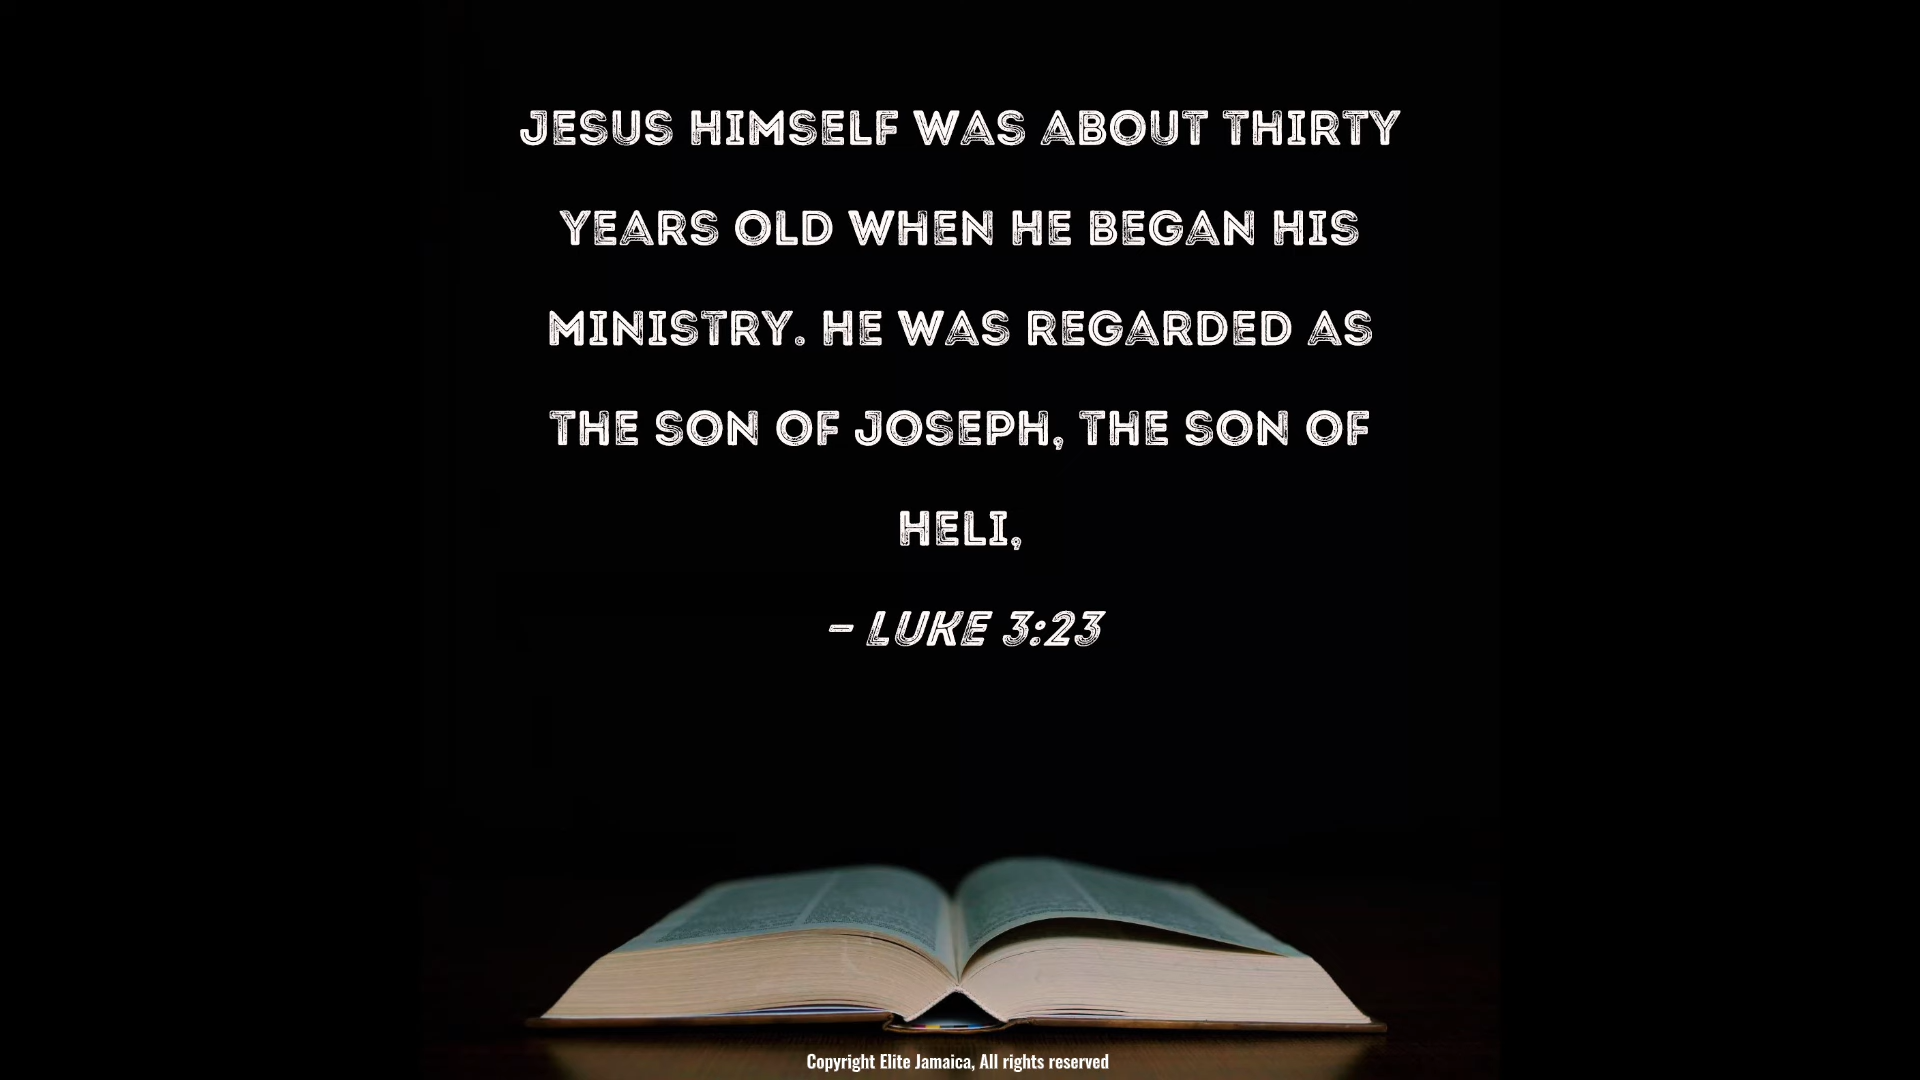 JESUS HIMSELF WAS ABOUT THIRTY
YEARS OLD WHEN HE BEGAN HIS
MINISTRY. HE WAS REGARDED AS
THE SON OF JOSEPH, THE SON OF
HELI,
– LUKE 3:23
Copyright Elite Jamaica, All rights reserved